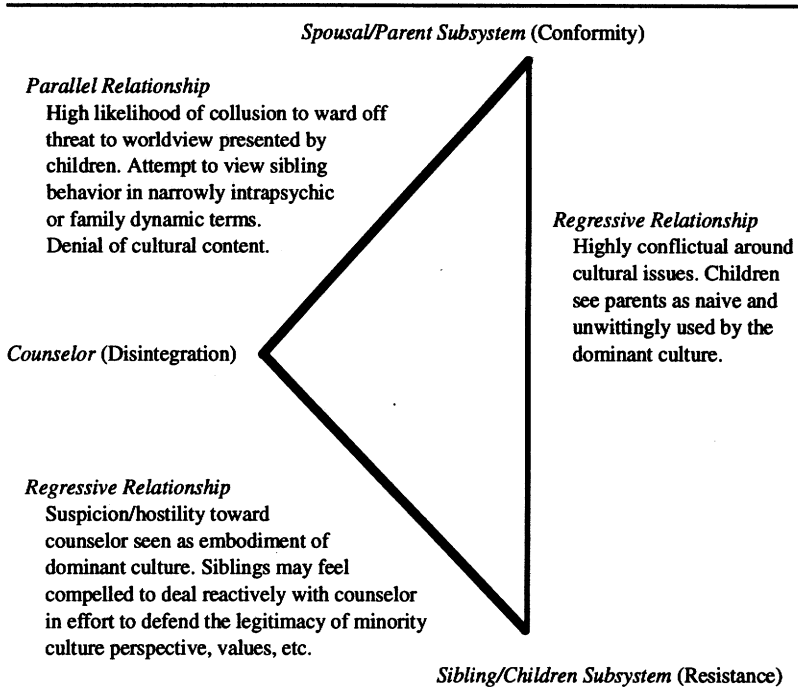 Spousal/Parent Subsystem (Conformity)
Parallel Relationship
High likelihood of collusion to ward off
threat to worldview presented by
children. Attempt to view sibling
behavior in narrowly intrapsychic
or family dynamic terms.
Denial of cultural content.
Regressive Relationship
Highly conflictual around
cultural issues. Children
see parents as naive and
unwittingly used by the
dominant culture.
Counselor (Disintegration)
Regressive Relationship
Suspicion/hostility toward
counselor seen as embodiment of
dominant culture. Siblings may feel
compelled to deal reactively with counselor
in effort to defend the legitimacy of minority
culture perspective, values, etc.
Sibling/Children Subsystem (Resistance)